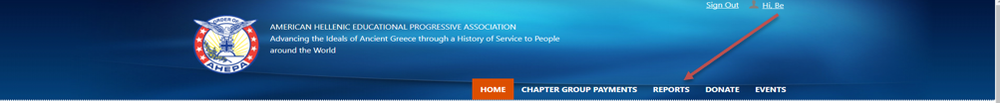 Sign Out Hi, Be
ORDER OF
AHEPA
AMERICAN HELLENIC EDUCATIONAL PROGRESSIVE ASSOCIATION
Advancing the Ideals of Ancient Greece through a History of Service to People
around the World
HOME CHAPTER GROUP PAYMENTS REPORTS DONATE EVENTS